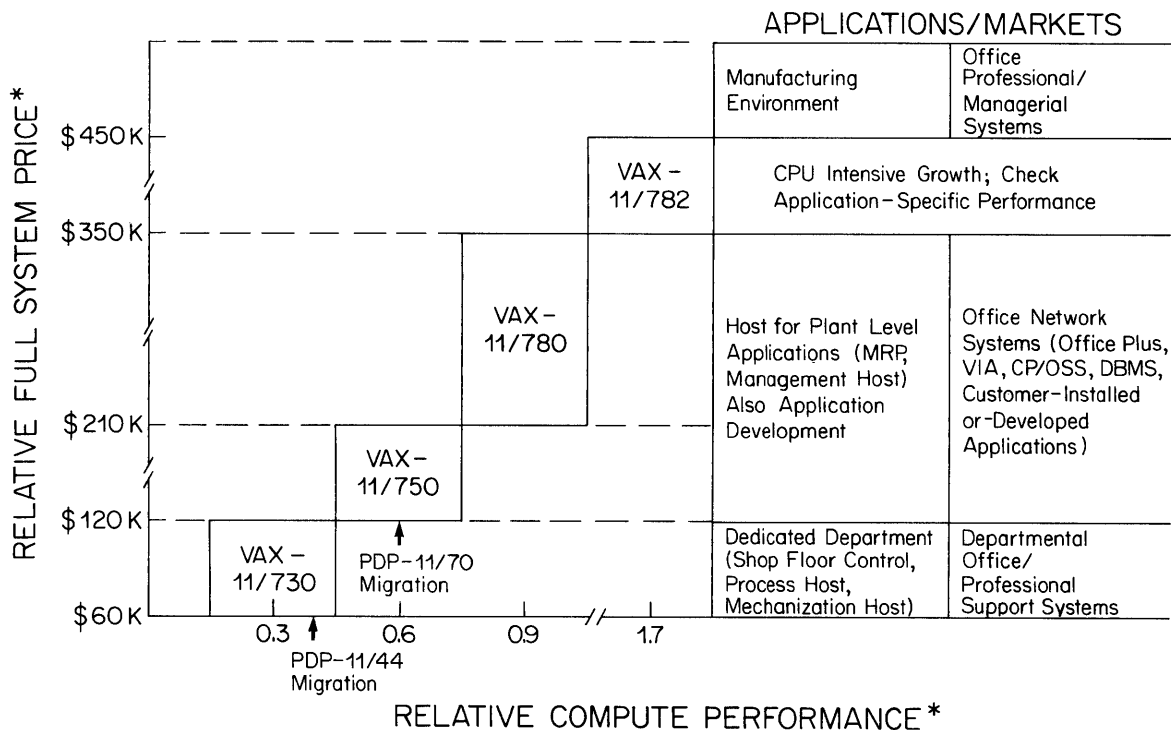 APPLICATIONS/MARKETS
Manufacturing
Environment
Office
Professional/
Managerial
Systems
CPU Intensive Growth; Check
Application-Specific Performance
Host for Plant Level
Applications (MRP,
Management Host)
Also Application
Development
Office Network
Systems (Office Plus,
VIA, CP/OSS, DBMS,
Customer-Installed
or-Developed
Applications)
Dedicated Department
(Shop Floor Control,
Process Host,
Mechanization Host)
Departmental
Office/
Professional
Support Systems
RELATIVE FULL SYSTEM PRICE*
$450K
$350K
$210K
$120K
$60K
VAX-
11/782
VAX-
11/780
VAX-
11/750
VAX-
11/730
PDP-11/70
Migration
0.3
0.6
0.9
1.7
PDP-11/44
Migration
RELATIVE COMPUTE PERFORMANCE*